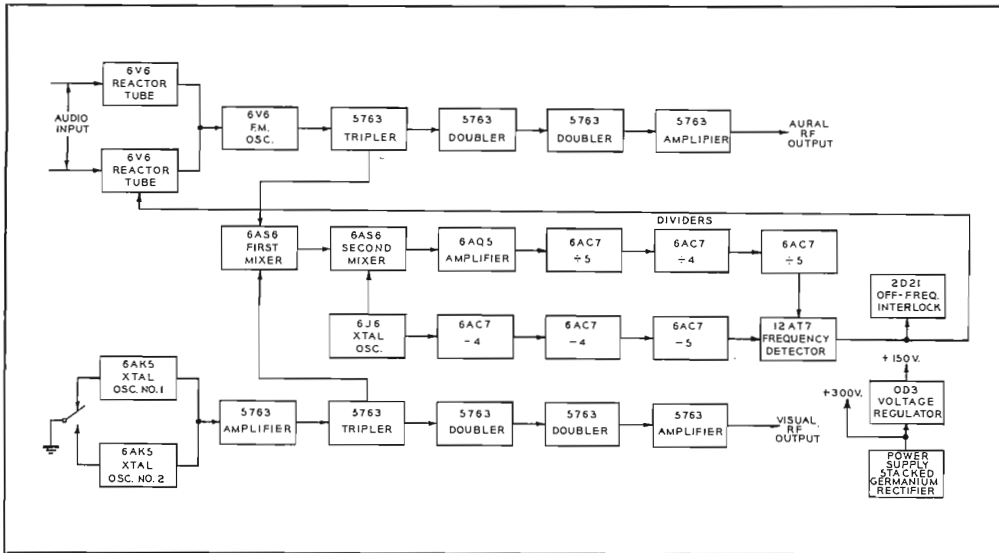 6V6
REACTOR
TUBE
AUDIO
INPUT
6V6
REACTOR
TUBE
6V6
F.M.
OSC.
5763
TRIPLER
5763
DOUBLER
5763
DOUBLER
5763
AMPLIPIER
AURAL
RF
OUTPUT
DIVIDERS
6AS6
FIRST
MIXER
6AS6
SECOND
MIXER
6AQ5
AMPLIFIER
6AC7
÷5
6AC7
÷4
6AC7
÷5
2D21
OFF-FREQ.
INTERLOCK
6J6
XTAL
OSC.
6AC7
-4
6AC7
-4
6AC7
-5
12AT7
FREQUENCY
DETECTOR
6AK5
XTAL
OSC. NO. 1
6AK5
XTAL
OSC. NO. 2
5763
AMPLIFIER
5763
TRIPLER
5763
DOUBLER
5763
DOUBLER
5763
AMPLIFIER
VISUAL
RF
OUTPUT
+150V.
+300V.
OD3
VOLTAGE
REGULATOR
POWER
SUPPLY
STACKED
GERMANIUM
RECTIFIER